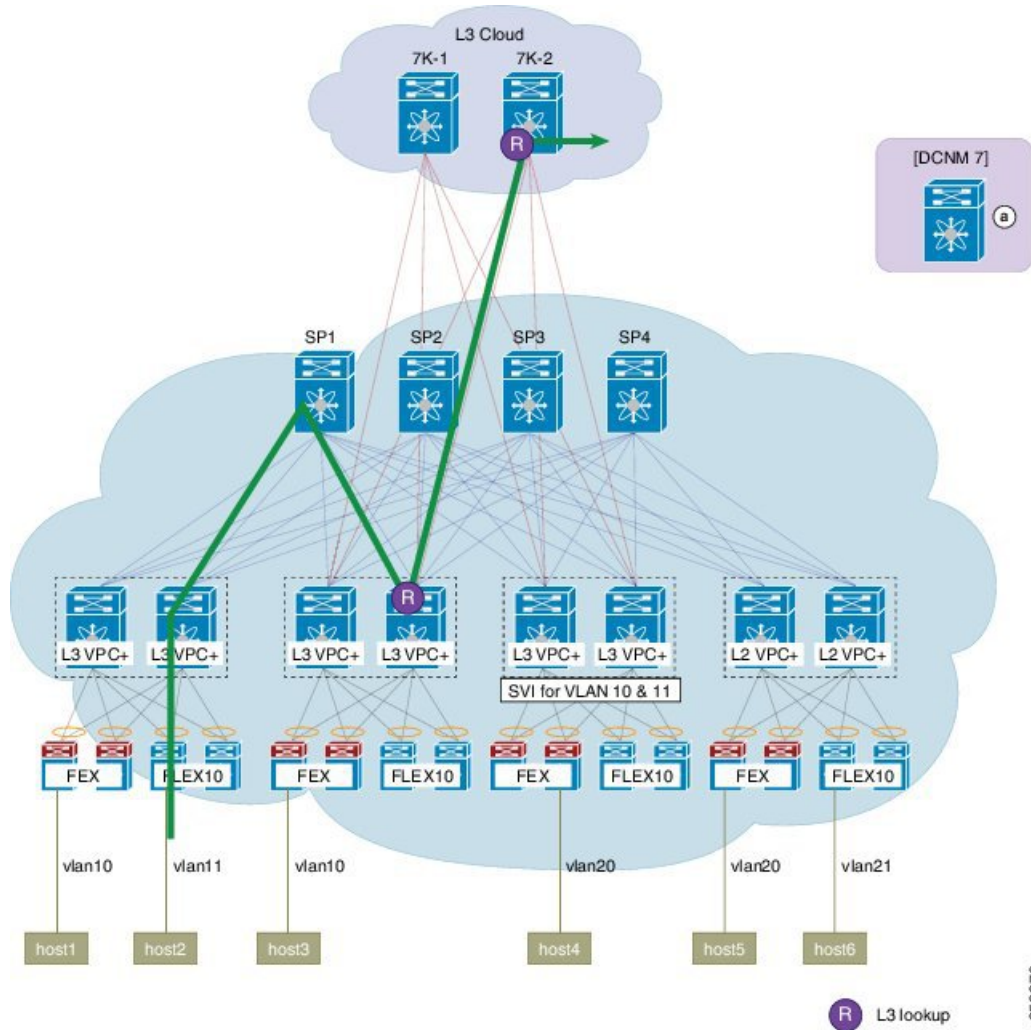 L3 Cloud
7K-1
7K-2
R
[DCNM 7]
a
SP1
SP2
SP3
SP4
R
L3 VPC+
L3 VPC+
L3 VPC+
L3 VPC+
L3 VPC+
L3 VPC+
L2 VPC+
L2 VPC+
SVI for VLAN 10 & 11
FEX
FLEX10
FEX
FLEX10
FEX
FLEX10
FEX
FLEX10
vlan10
vlan11
vlan10
vlan20
vlan20
vlan21
host1
host2
host3
host4
host5
host6
R L3 lookup